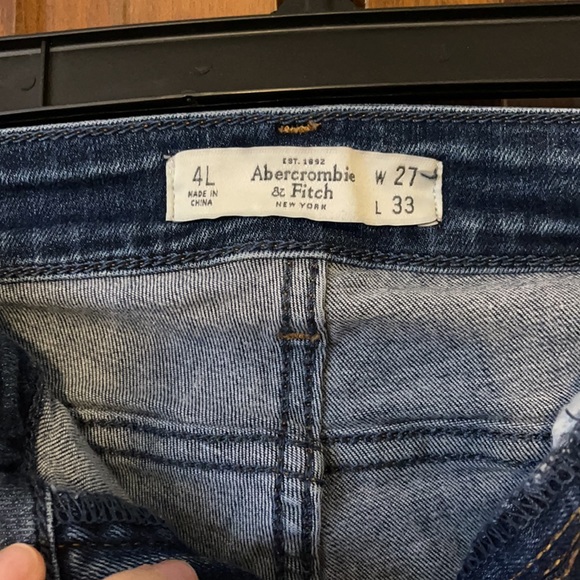 4L
MADE IN
CHINA
EST. 1892
Abercrombie
& Fitch
NEW YORK
W 27
L 33